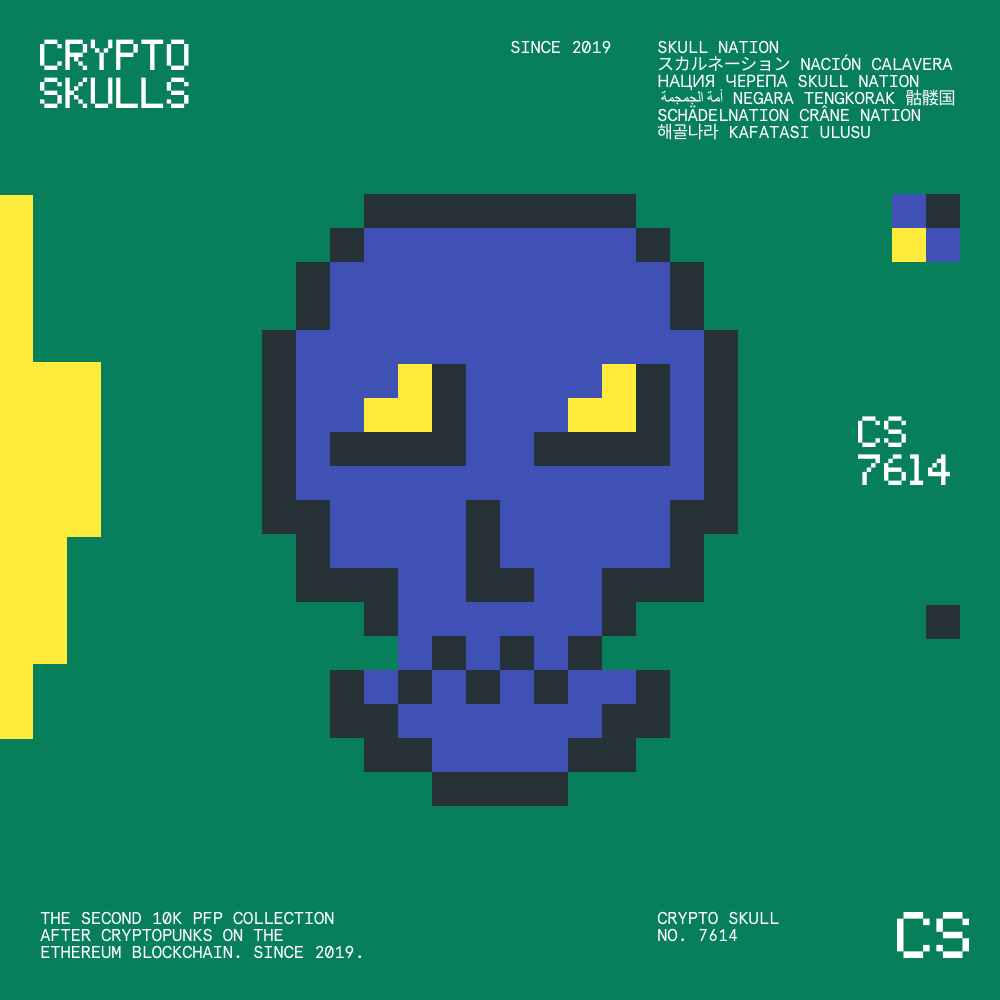 CRYPTO
SKULLS
SINCE 2019
SKULL NATION
スカルネーション NACIÓN CALAVERA
НАЦИЯ ЧЕРЕПА SKULL NATION
أمة الجمجمة NEGARA TENGKORAK 骷髅国
SCHÄDELNATION CRÂNE NATION
해골나라 KAFATASI ULUSU
CS
7614
THE SECOND 10K PFP COLLECTION
AFTER CRYPTOPUNKS ON THE
ETHEREUM BLOCKCHAIN. SINCE 2019.
CRYPTO SKULL
NO. 7614
CS